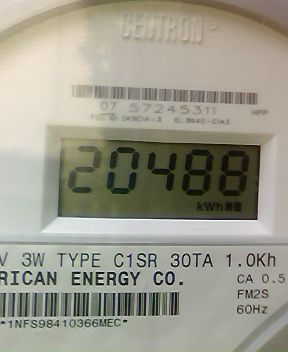 CENTRON®
07 57245311 NPP
20488
kWh
V 3W TYPE C1SR 30TA 1.0Kh
RICAN ENERGY CO. CA 0.5
FM2S
60Hz
*1NFS98410366MEC*